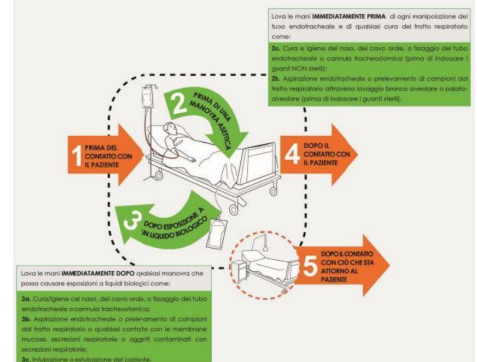 Lava le mani IMMEDIATAMENTE PRIMA di ogni manipolazione del
tubo endotracheale e di qualsiasi cura del tratto respiratorio
come:
2a. Cura e igiene del naso, del cavo orale, o fissaggio del tubo
endotracheale o cannula tracheostomica (prima di indossare i
guanti NON sterili);
2b. Aspirazione endotracheale o prelevamento di campioni dal
tratto respiratorio attraverso lavaggio bronco alveolare o
alveolare (prima di indossare i guanti sterili).
2
PRIMA DI UNA
MANOVRA ASETTICA
1
PRIMA DEL
CONTATTO CON
IL PAZIENTE
4
DOPO IL
CONTATTO CON
IL PAZIENTE
3
DOPO ESPOSIZIONE A
UN LIQUIDO BIOLOGICO
5
DOPO IL CONTATTO
CON CIÒ CHE STA
ATTORNO AL
PAZIENTE
Lava le mani IMMEDIATAMENTE DOPO qualsiasi manovra che
possa causare esposizioni a liquidi biologici come:
3a. Cura/igiene del naso, del cavo orale, o fissaggio del tubo
endotracheale o cannula tracheostomica;
3b. Aspirazione endotracheale o prelevamento di campioni
dal tratto respiratorio o qualsiasi contatto con le membrane
mucose, secrezioni respiratorie o oggetti contaminati con
secrezioni respiratorie;
3c. Intubazione o estubazione del paziente.